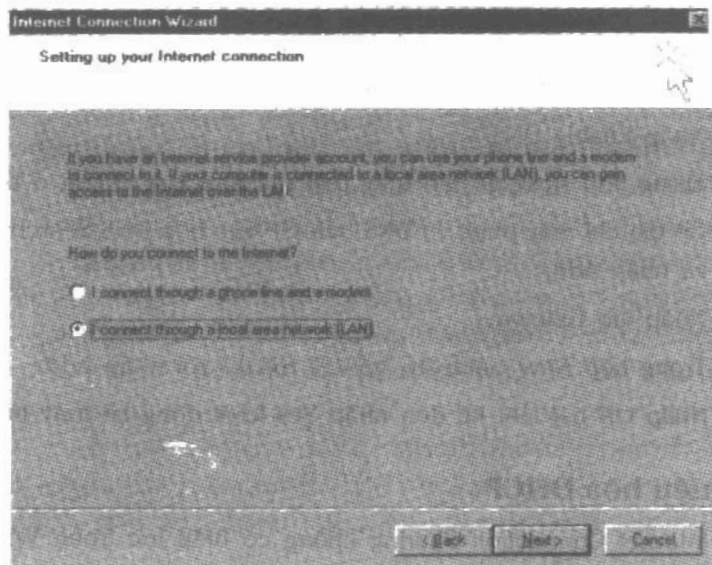 Internet Connection Wizard
Setting up your Internet connection
If you have an Internet service provider account, you can use your phone line and a modem
to connect to it. If your computer is connected to a local area network (LAN), you can gain
access to the Internet over the LAN.
How do you connect to the Internet?
I connect through a phone line and a modem
I connect through a local area network (LAN)
< Back
Next >
Cancel